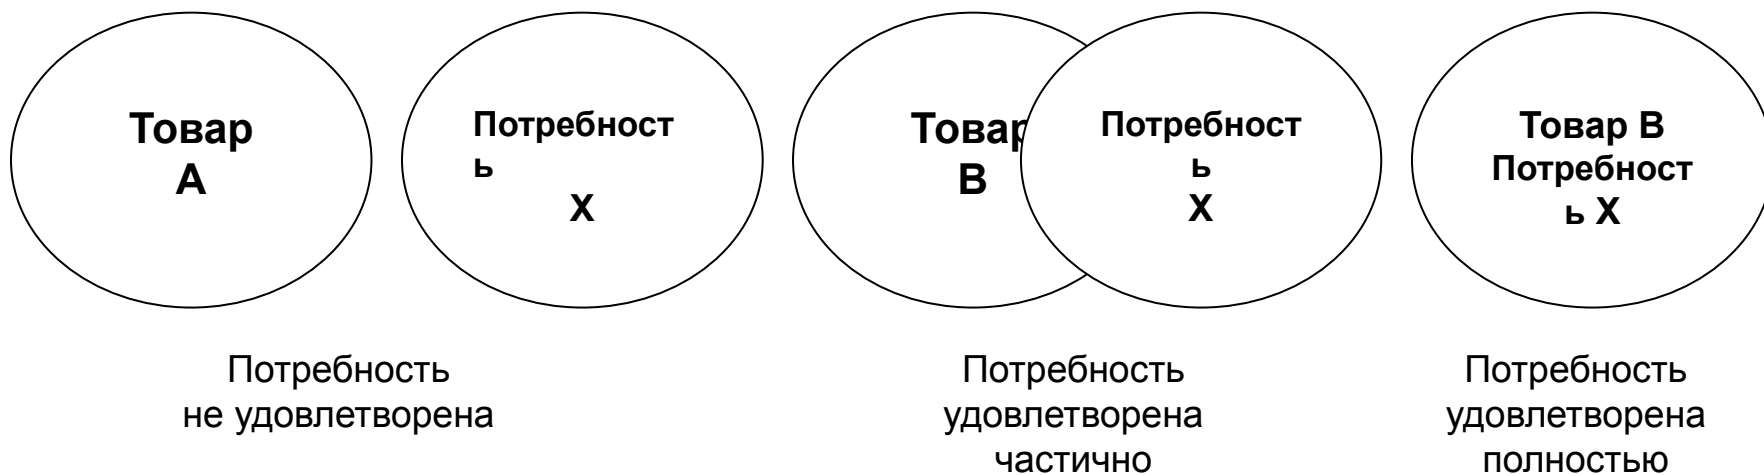 Товар
А
Потребност
ь
Х
Товар
В
Потребност
ь
Х
Товар В
Потребност
ь Х
Потребность
не удовлетворена
Потребность
удовлетворена
частично
Потребность
удовлетворена
полностью